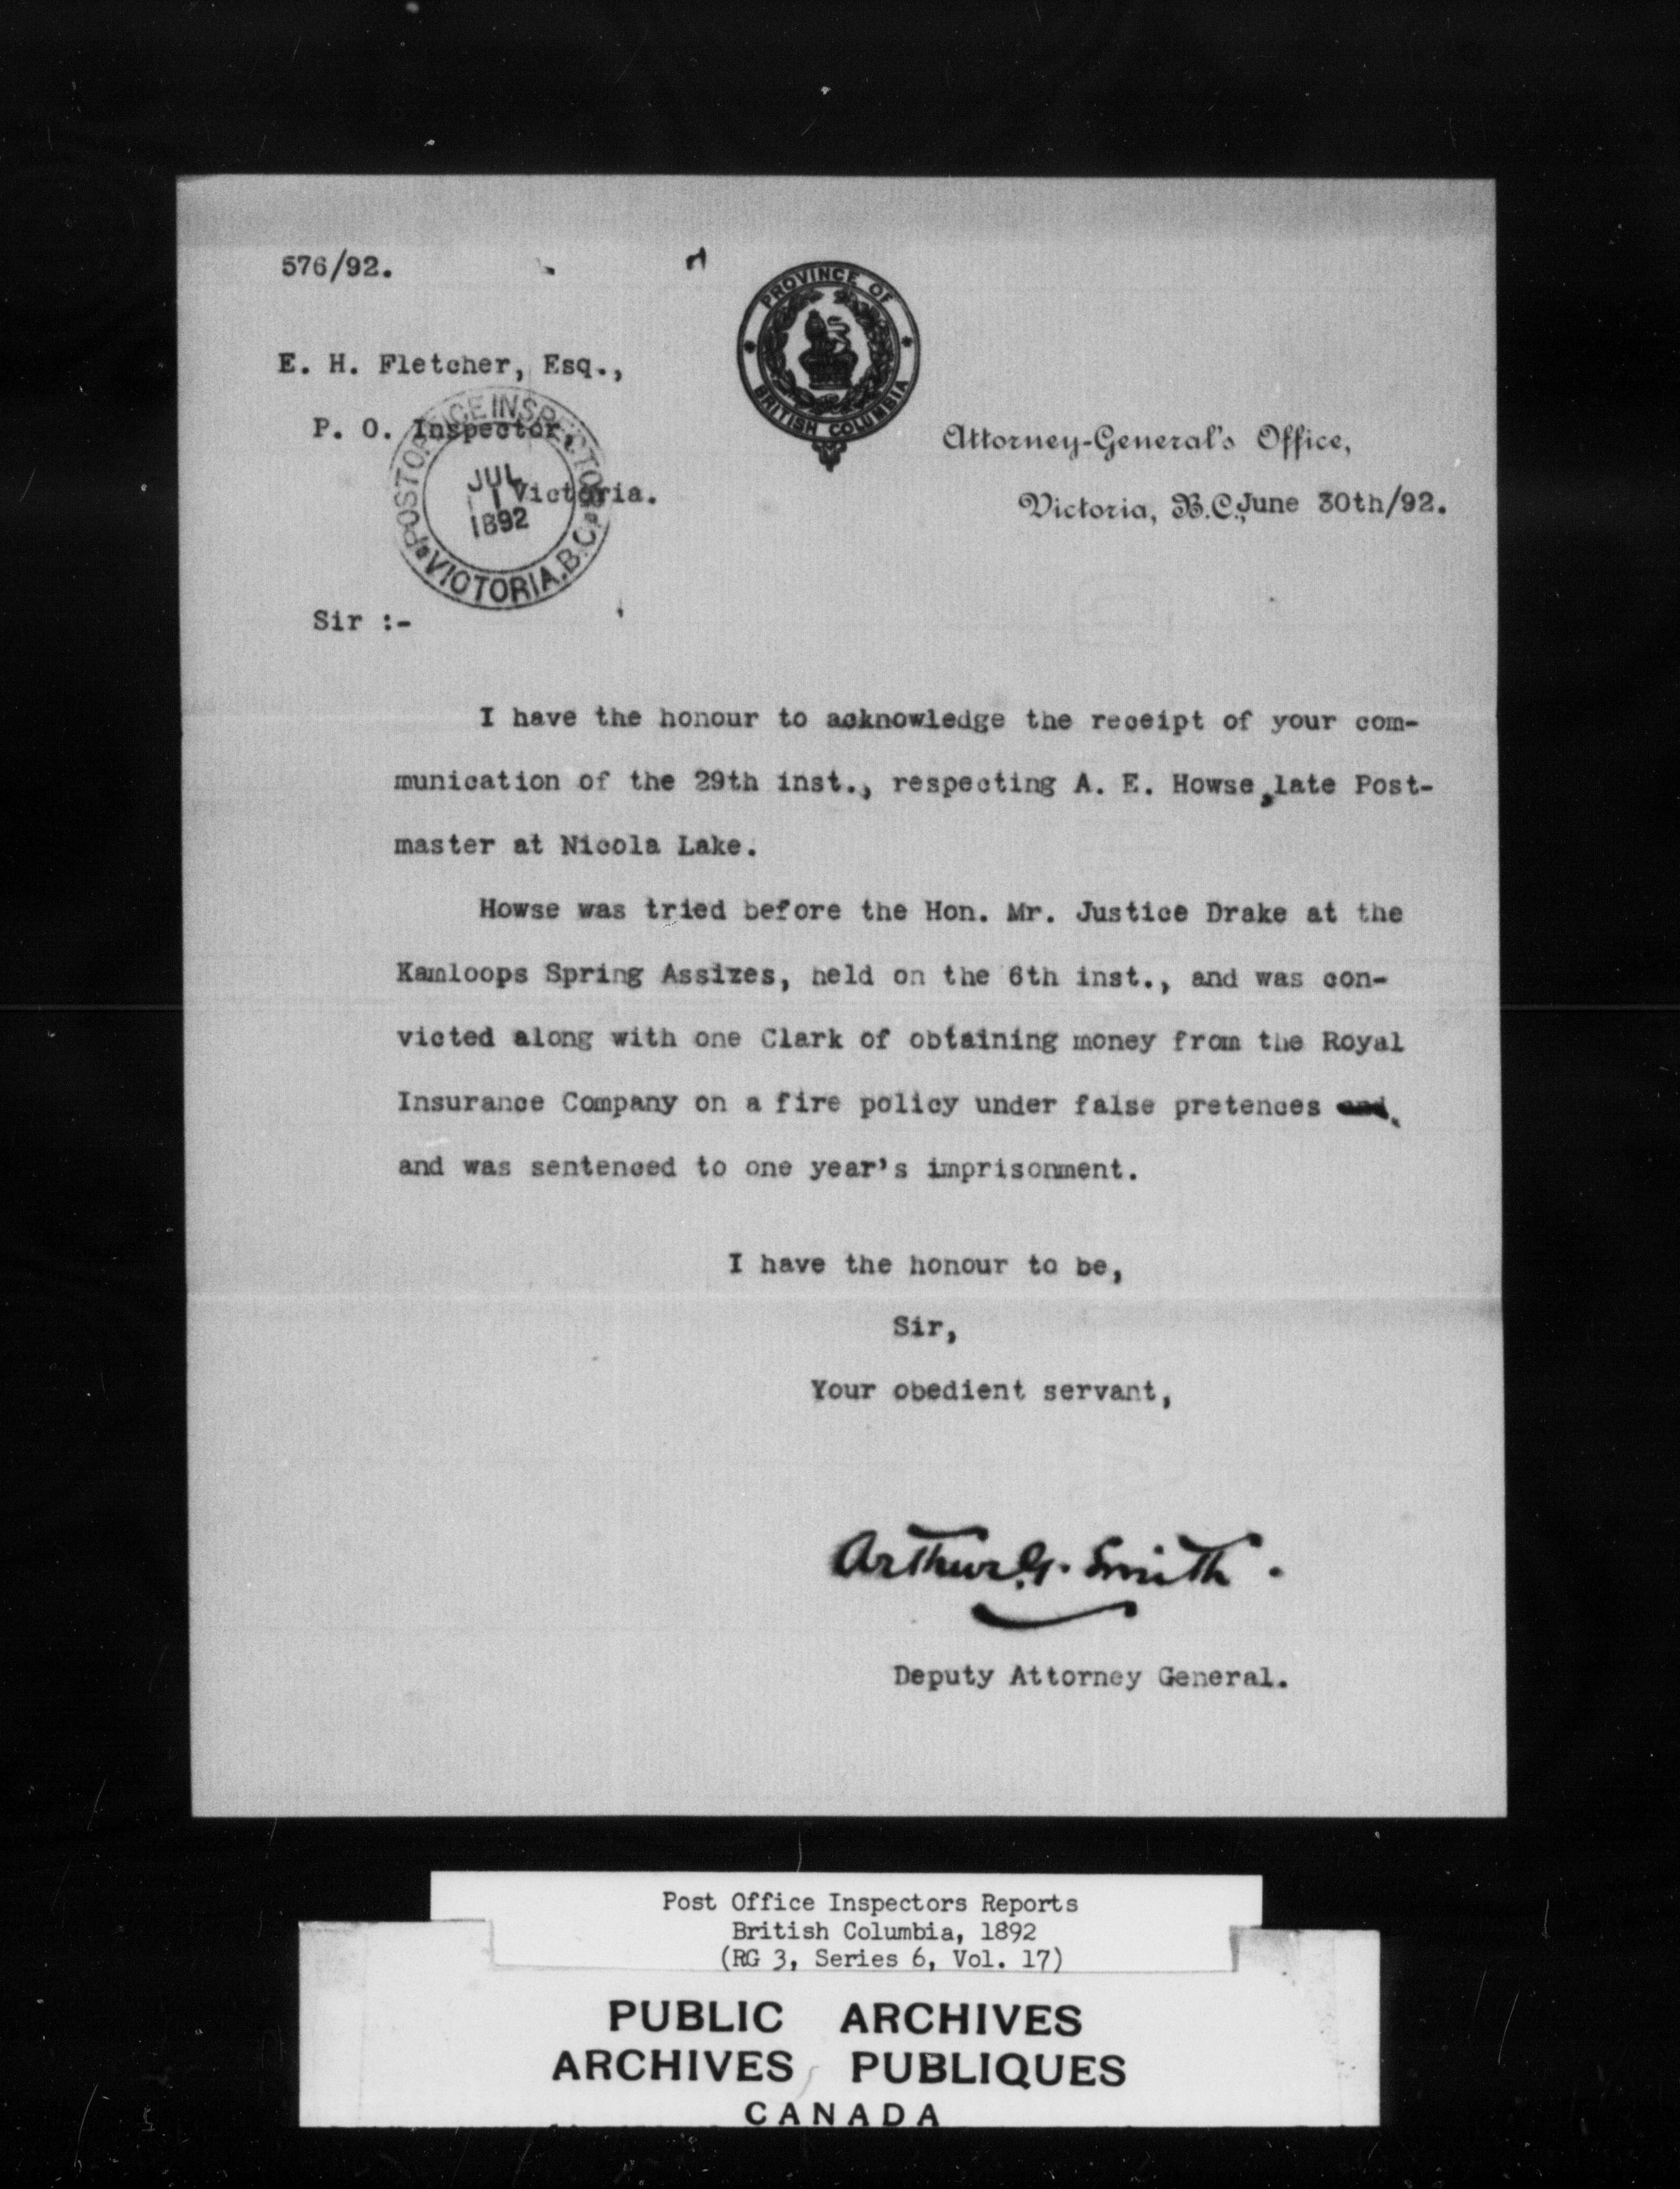 576/92.
PROVINCE OF
BRITISH COLUMBIA
E. H. Fletcher, Esq.,
P. O. Inspector,
Victoria.
POST OFFICE INSPECTOR
JUL
1
1892
VICTORIA. B.C.
Attorney-General's Office,
Victoria, B.C., June 30th/92.
Sir :-
I have the honour to acknowledge the receipt of your com-
munication of the 29th inst., respecting A. E. Howse, late Post-
master at Nicola Lake.
Howse was tried before the Hon. Mr. Justice Drake at the
Kamloops Spring Assizes, held on the 6th inst., and was con-
victed along with one Clark of obtaining money from the Royal
Insurance Company on a fire policy under false pretences and,
and was sentenced to one year's imprisonment.
I have the honour to be,
Sir,
Your obedient servant,
Arthur G. Smith.
Deputy Attorney General.
Post Office Inspectors Reports
British Columbia, 1892
(RG 3, Series 6, Vol. 17)
PUBLIC ARCHIVES
ARCHIVES PUBLIQUES
CANADA